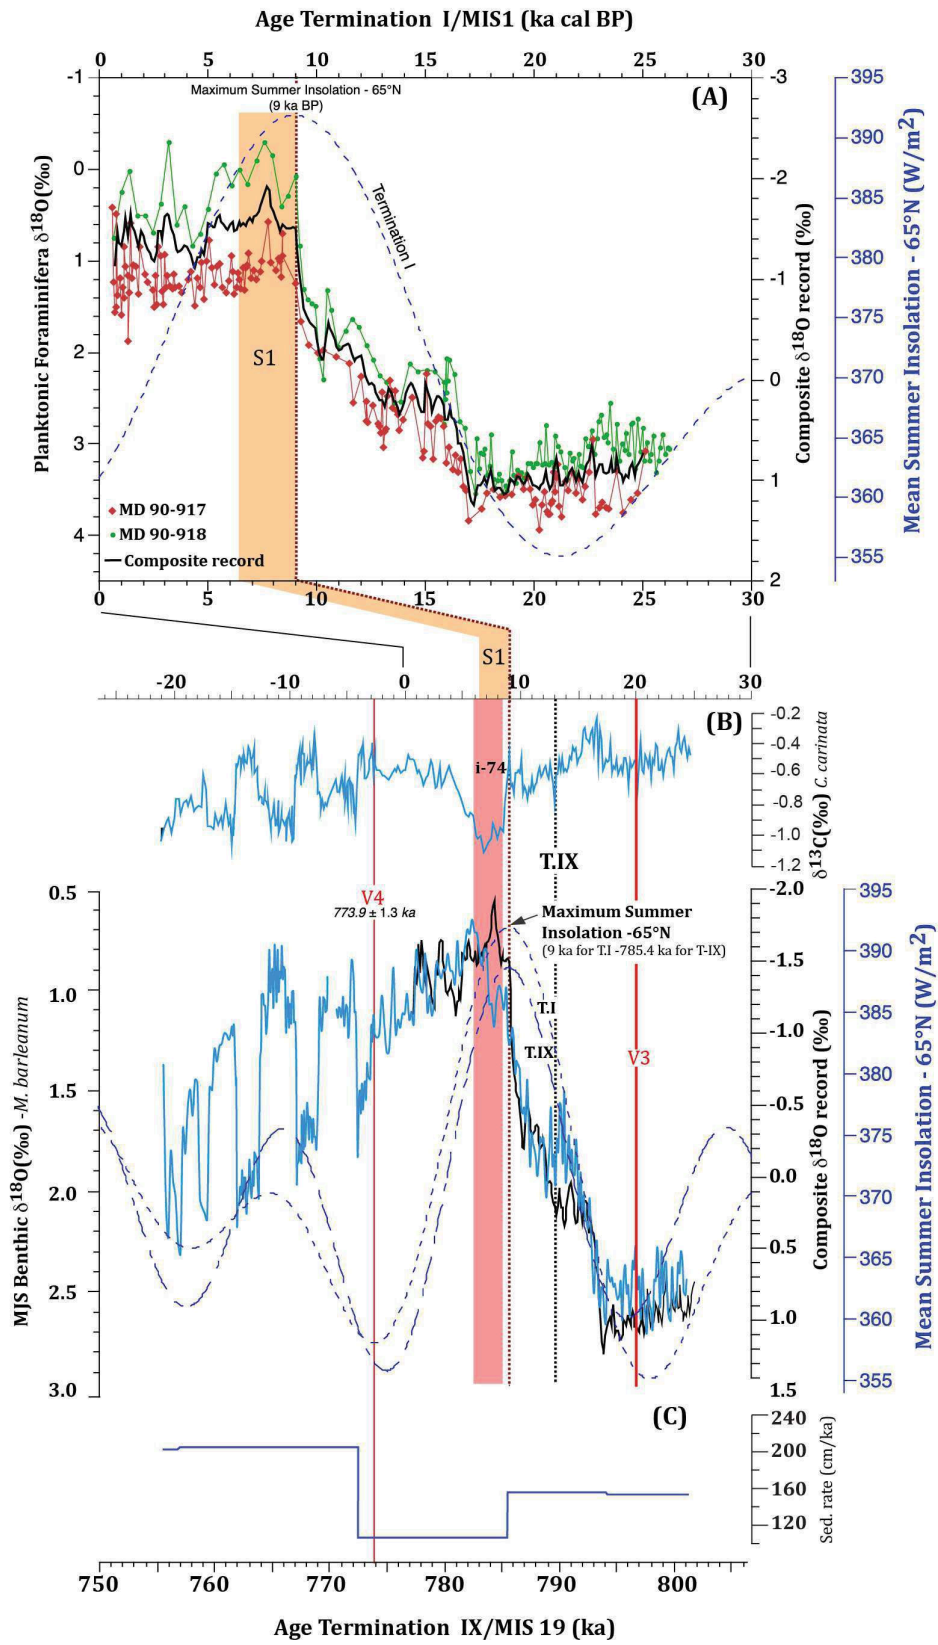 Age Termination I/MIS1 (ka cal BP)
0 5 10 15 20 25 30
-1 -3 395
Maximum Summer Insolation - 65°N
(9 ka BP)
(A)
390
0 -2
385
Termination I
380
1 -1
375
S1
2 0
370
365
3
1 360
MD 90-917
MD 90-918
4 355
Composite record
2
0 5 10 15 20 25 30
Planktonic Foraminifera δ18O(‰)
Composite δ18O record (‰)
Mean Summer Insolation - 65°N (W/m2)
S1
-20 -10 0 10 20 30
(B)
-0.2
-0.4
-0.6
-0.8
-1.0
-1.2
δ13C(‰) C. carinata
i-74
T.IX
V4
773.9 ± 1.3 ka
Maximum Summer
Insolation -65°N
(9 ka for T.I -785.4 ka for T-IX)
T.I
T.IX
V3
0.5
1.0
1.5
2.0
2.5
3.0
MJS Benthic δ18O(‰) -M. barleanum
-2.0
-1.5
-1.0
-0.5
0.0
0.5
1.0
1.5
Composite δ18O record (‰)
395
390
385
380
375
370
365
360
355
Mean Summer Insolation - 65°N (W/m2)
(C)
240
200
160
120
Sed. rate (cm/ka)
750 760 770 780 790 800
Age Termination IX/MIS 19 (ka)